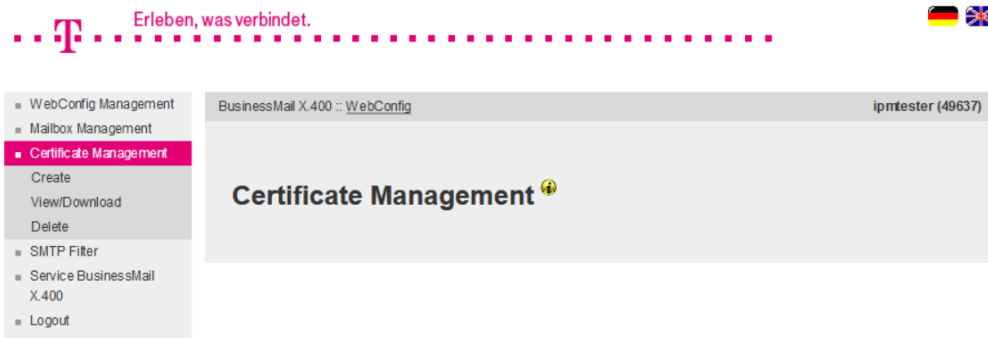 Erleben, was verbindet.
T
WebConfig Management
Mailbox Management
Certificate Management
Create
View/Download
Delete
SMTP Filter
Service BusinessMail
X.400
Logout
BusinessMail X.400 :: WebConfig
ipmtester (49637)
Certificate Management